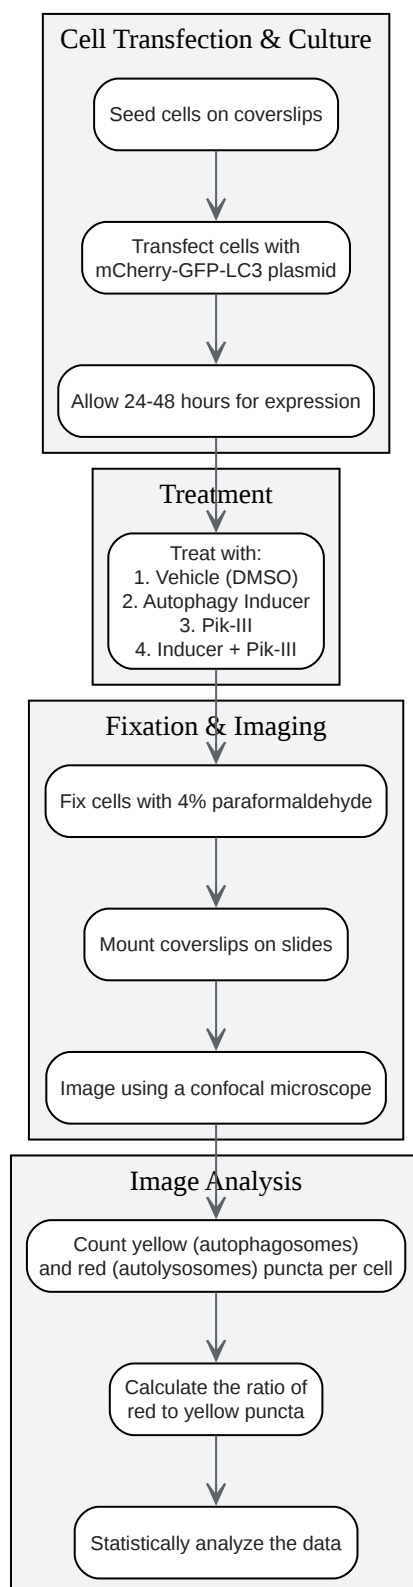 Cell Transfection & Culture
Seed cells on coverslips
Transfect cells with
mCherry-GFP-LC3 plasmid
Allow 24-48 hours for expression
Treatment
Treat with:
1. Vehicle (DMSO)
2. Autophagy Inducer
3. Pik-III
4. Inducer + Pik-III
Fixation & Imaging
Fix cells with 4% paraformaldehyde
Mount coverslips on slides
Image using a confocal microscope
Image Analysis
Count yellow (autophagosomes)
and red (autolysosomes) puncta per cell
Calculate the ratio of
red to yellow puncta
Statistically analyze the data